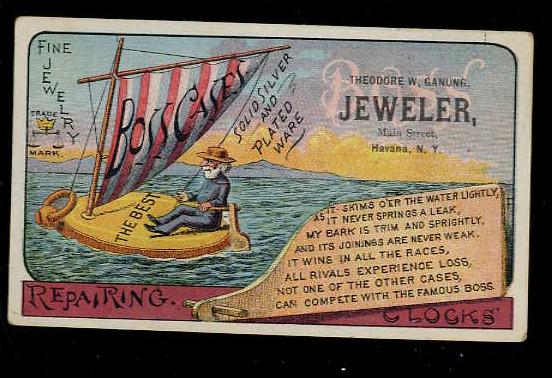 FINE
JEWELRY
TRADE
MARK.
BOSS CASES
SOLID SILVER
AND
PLATED
WARE
THEODORE W. GANUNG,
JEWELER,
Main Street,
Havana, N. Y.
THE BEST
AS IT SKIMS O'ER THE WATER LIGHTLY,
AS IT NEVER SPRINGS A LEAK,
MY BARK IS TRIM AND SPRIGHTLY,
AND ITS JOININGS ARE NEVER WEAK.
IT WINS IN ALL THE RACES,
ALL RIVALS EXPERIENCE LOSS,
NOT ONE OF THE OTHER CASES,
CAN COMPETE WITH THE FAMOUS BOSS.
REPAIRING.
CLOCKS